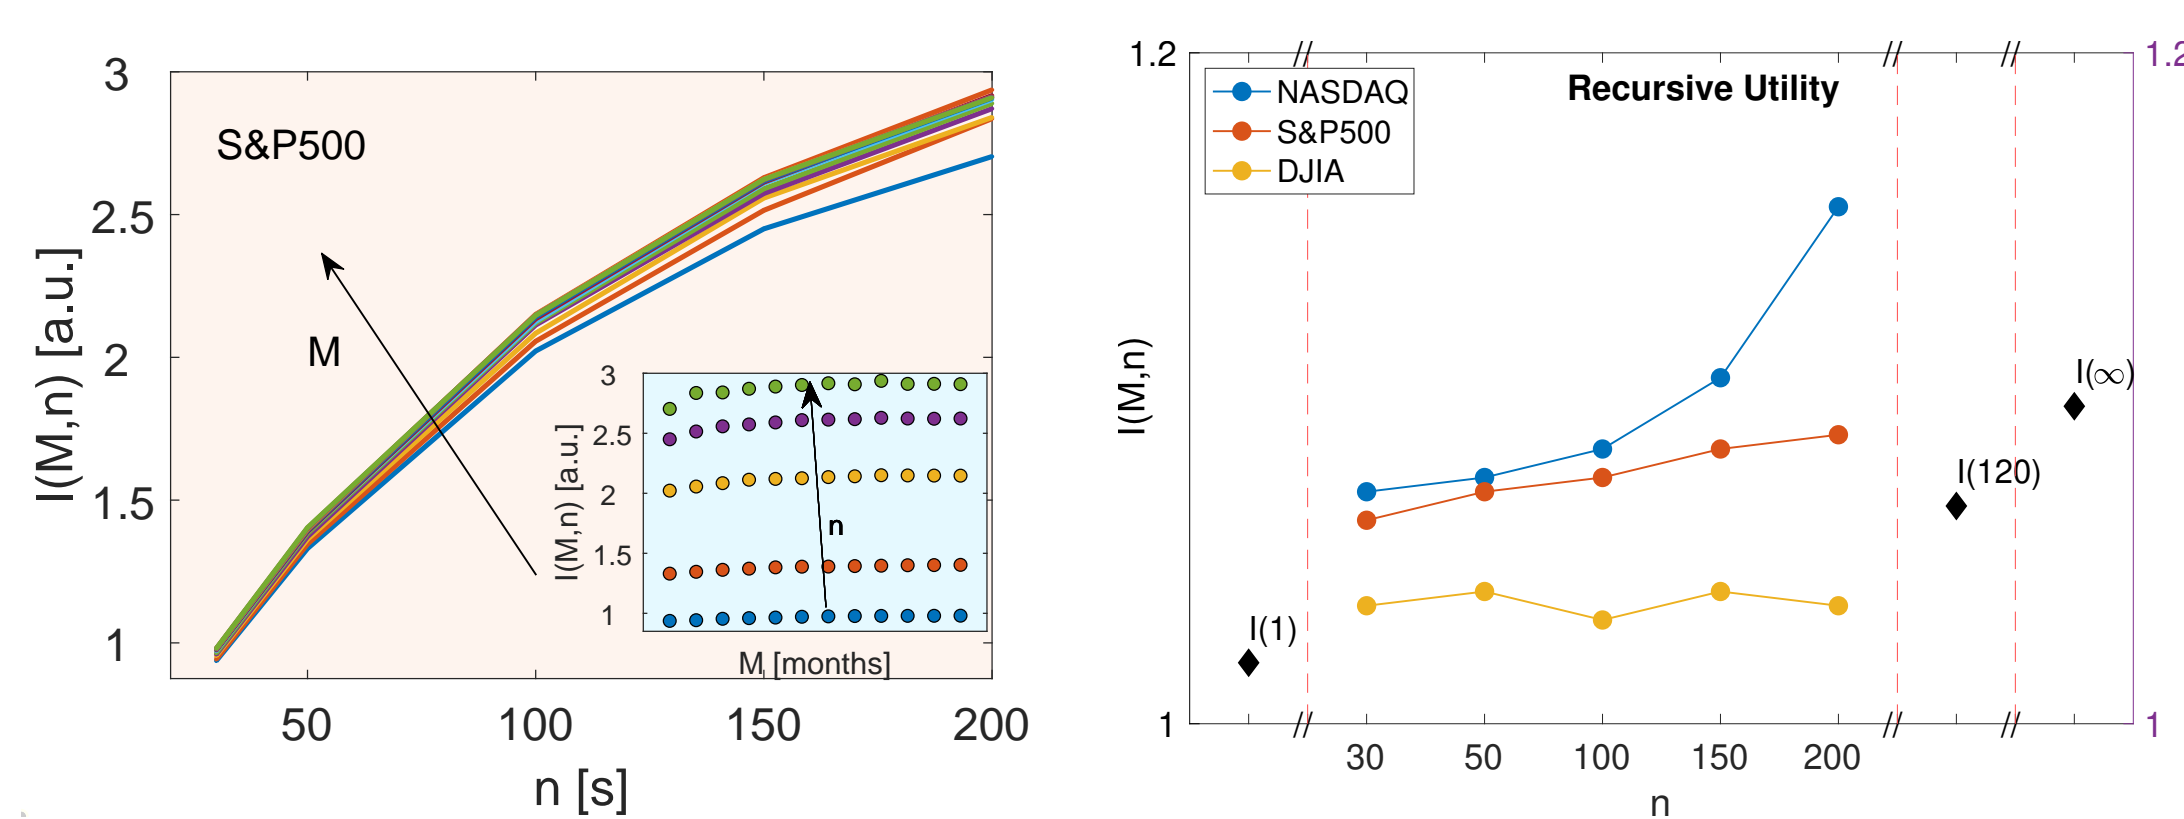 3
2.5
2
1.5
1
I(M,n) [a.u.]
S&P500
M
50
100
150
200
n [s]
3
2.5
2
1.5
1
I(M,n) [a.u.]
n
M [months]
1.2
1
I(M,n)
NASDAQ
S&P500
DJIA
Recursive Utility
I(1)
I(120)
I(∞)
1.2
1
30
50
100
150
200
n